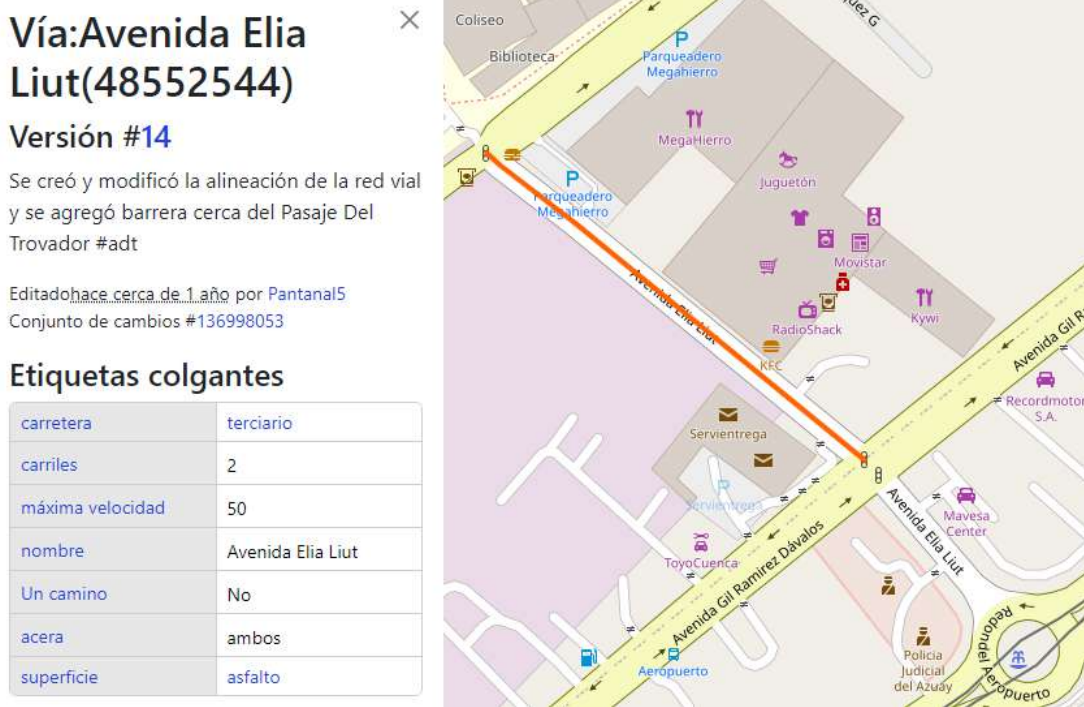 Vía:Avenida Elia
Liut(48552544)
Versión #14
Se creó y modificó la alineación de la red vial
y se agregó barrera cerca del Pasaje Del
Trovador #adt
Editadohace cerca de 1 año por Pantanal5
Conjunto de cambios #136998053
Etiquetas colgantes
carretera terciario
carriles 2
máxima velocidad 50
nombre Avenida Elia Liut
Un camino No
acera ambos
superficie asfalto
Coliseo
Biblioteca
Parqueadero
Megahierro
MegaHierro
Juguetón
Parqueadero
Megahierro
Movistar
Avenida Elia Liut
RadioShack
Kywi
KFC
Avenida Gil R
Recordmotor
S.A.
Servientrega
Servientrega
Avenida Elia Liut
Mavesa
Center
ToyoCuenca
Avenida Gil Ramírez Dávalos
Aeropuerto
Policia
Judicial
del Azuay
Redondel Aeropuerto